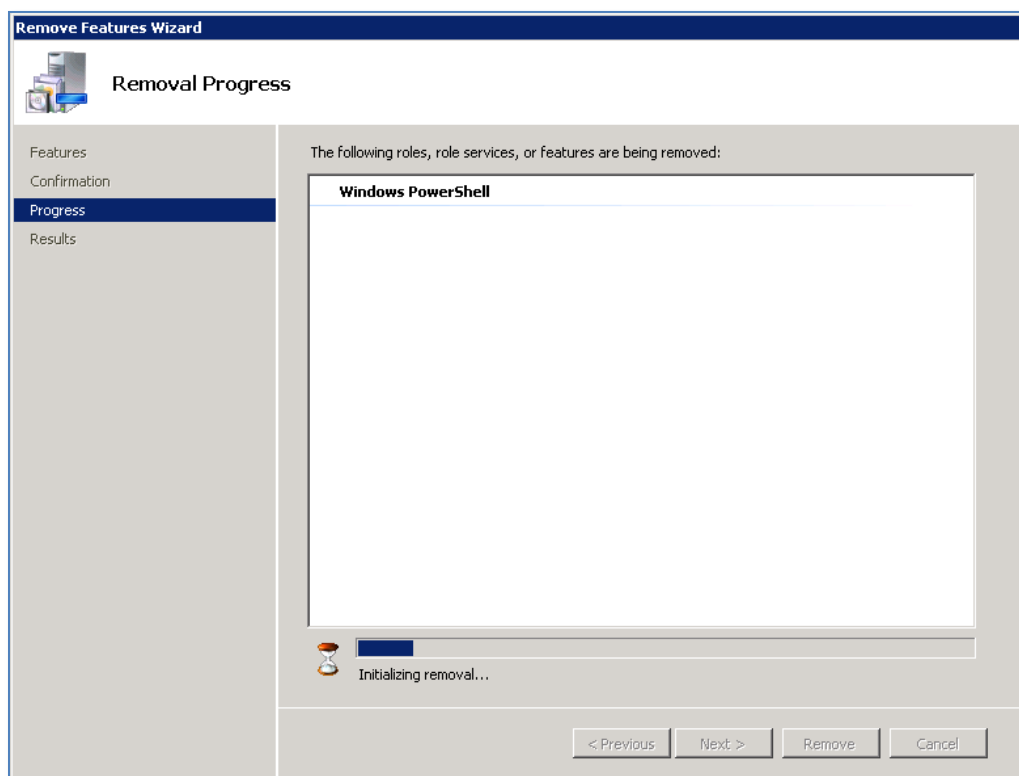 Remove Features Wizard
Removal Progress
Features
Confirmation
Progress
Results
The following roles, role services, or features are being removed:
Windows PowerShell
Initializing removal...
< Previous
Next >
Remove
Cancel